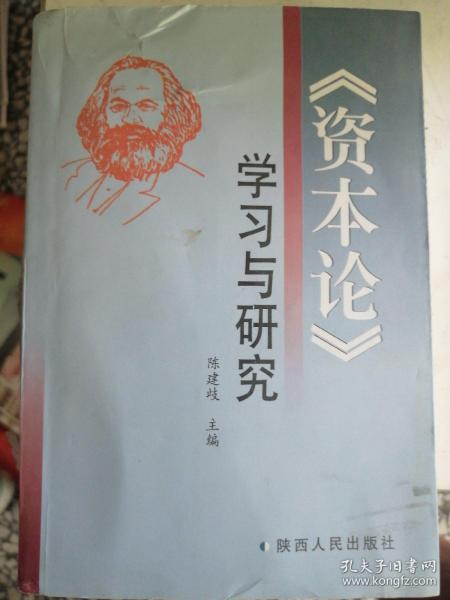 《资本论》
学习与研究
陈建歧 主编
陕西人民出版社
孔夫子旧书网
www.kongfz.com